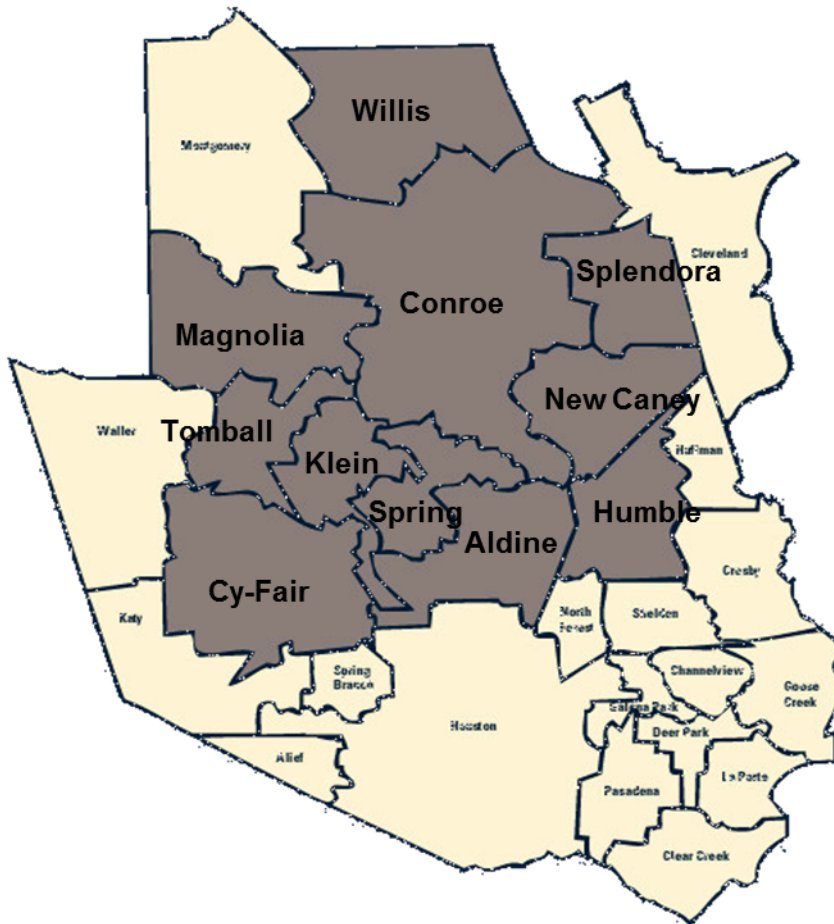 Willis
Montgomery
Cleveland
Splendora
Conroe
Magnolia
New Caney
Tomball
Waller
Klein
Huffman
Spring
Humble
Aldine
Crosby
Cy-Fair
Katy
North
Forest
Sheldon
Spring
Branch
Channelview
Goose
Creek
Galena Park
Houston
Deer Park
Alief
La Porte
Pasadena
Clear Creek